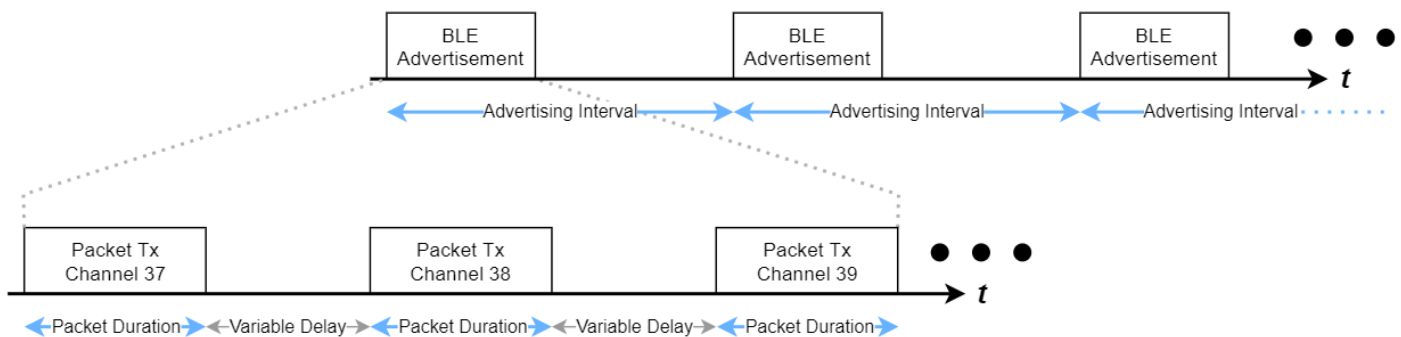 BLE
Advertisement
BLE
Advertisement
BLE
Advertisement
t
Advertising Interval
Advertising Interval
Advertising Interval
Packet Tx
Channel 37
Packet Tx
Channel 38
Packet Tx
Channel 39
t
Packet Duration
Variable Delay
Packet Duration
Variable Delay
Packet Duration